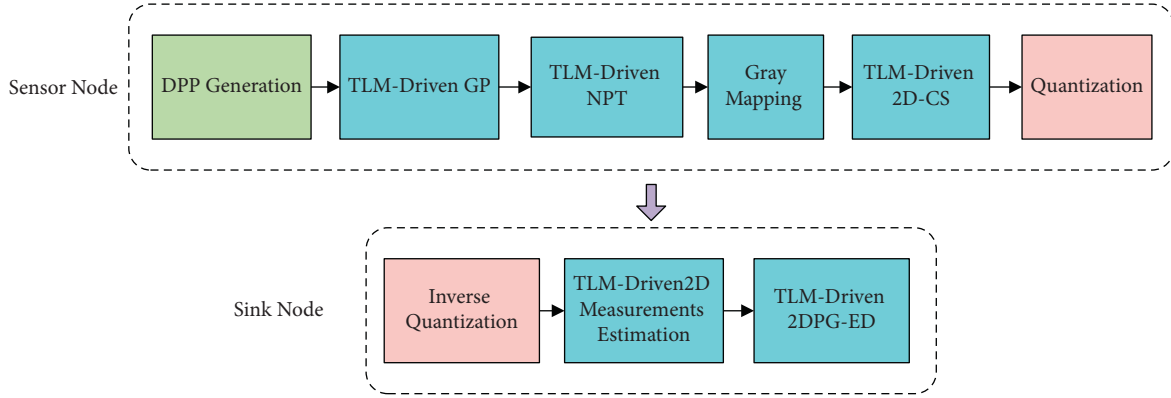 Sensor Node
DPP Generation
TLM-Driven GP
TLM-Driven
NPT
Gray
Mapping
TLM-Driven
2D-CS
Quantization
Sink Node
Inverse
Quantization
TLM-Driven2D
Measurements
Estimation
TLM-Driven
2DPG-ED